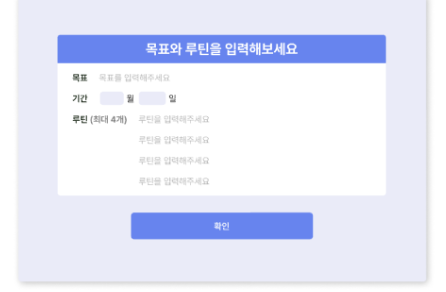 목표와 루틴을 입력해보세요
목표 목표를 입력해주세요
기간 월 일
루틴 (최대 4개) 루틴을 입력해주세요
루틴을 입력해주세요
루틴을 입력해주세요
루틴을 입력해주세요
확인